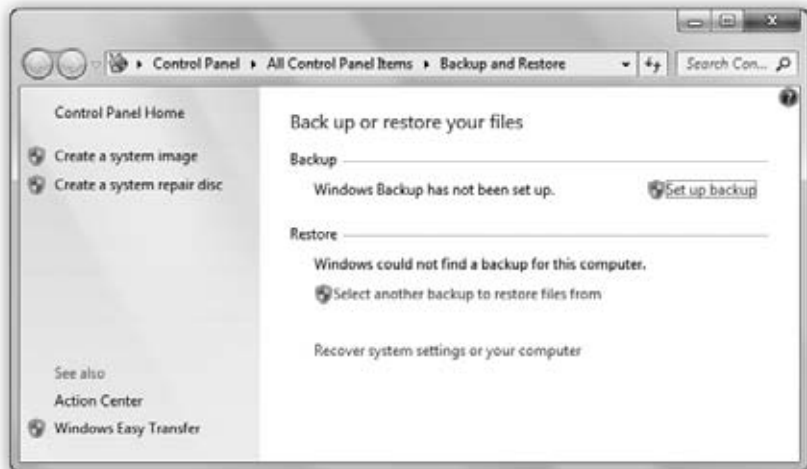 Control Panel ▸ All Control Panel Items ▸ Backup and Restore
Search Con...
Control Panel Home
Create a system image
Create a system repair disc
See also
Action Center
Windows Easy Transfer
Back up or restore your files
Backup
Windows Backup has not been set up.
Set up backup
Restore
Windows could not find a backup for this computer.
Select another backup to restore files from
Recover system settings or your computer